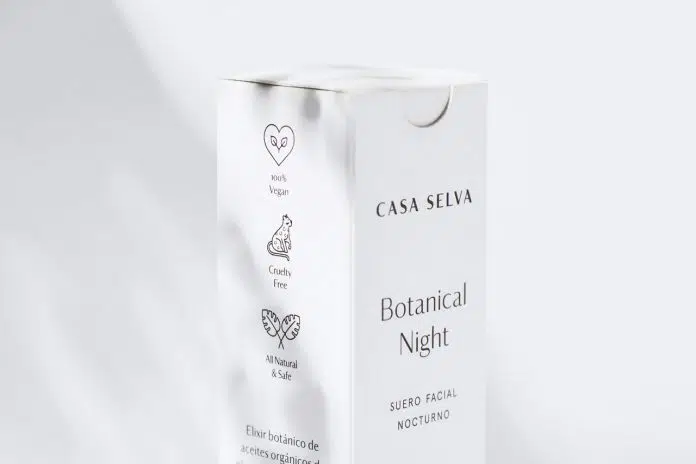 100%
Vegan
Cruelty
Free
All Natural
& Safe
Elixir botánico de
aceites orgánicos d
CASA SELVA
Botanical
Night
SUERO FACIAL
NOCTURNO